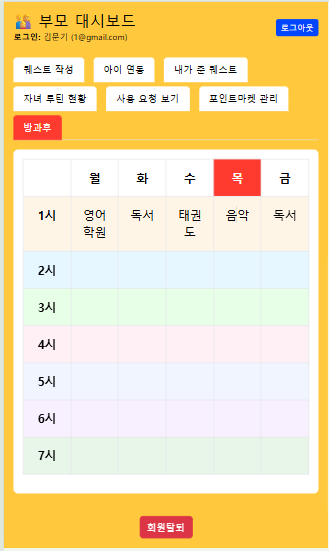 부모 대시보드
로그인: 김문기 (1@gmail.com)
로그아웃
퀘스트 작성 아이 연동 내가 준 퀘스트
자녀 루틴 현황 사용 요청 보기 포인트마켓 관리
방과후
월 화 수 목 금
1시 영어 독서 태권 음악 독서
학원 도
2시
3시
4시
5시
6시
7시
회원탈퇴